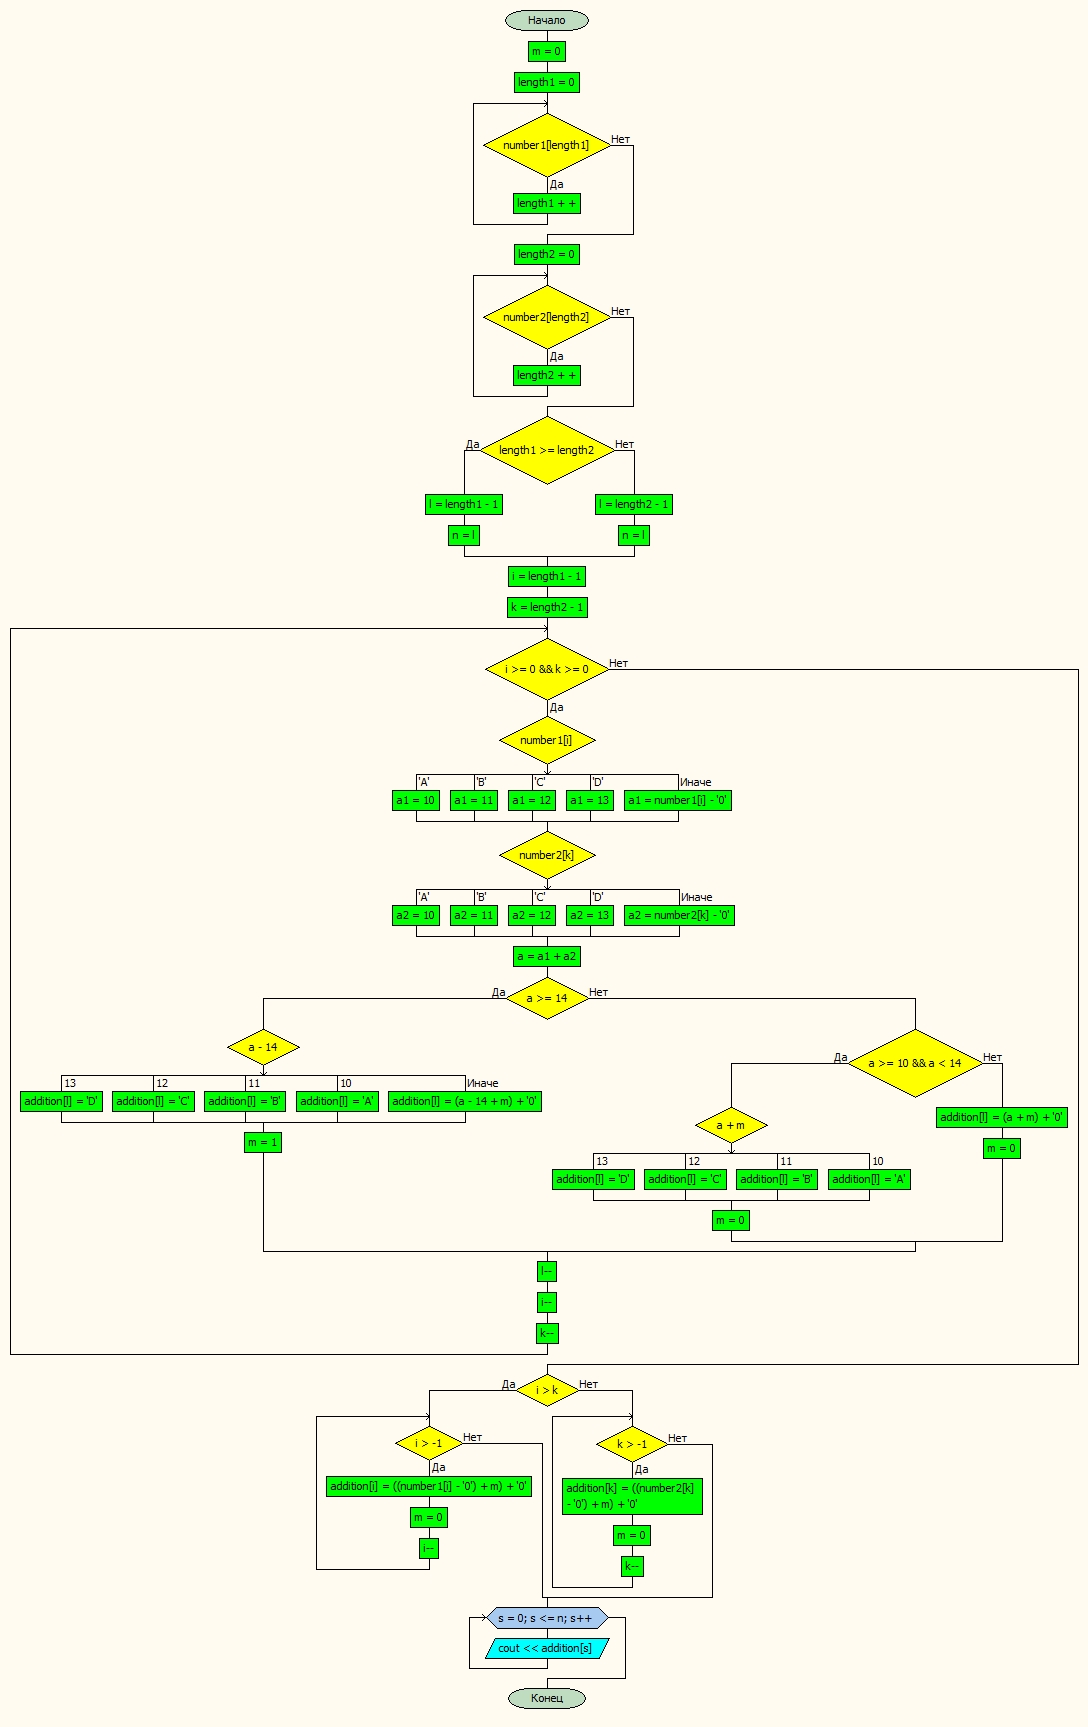 Начало
m = 0
length1 = 0
number1[length1]
Нет
Да
length1 + +
length2 = 0
number2[length2]
Нет
Да
length2 + +
length1 >= length2
Да
Нет
l = length1 - 1
l = length2 - 1
n = l
n = l
i = length1 - 1
k = length2 - 1
i >= 0 && k >= 0
Нет
Да
number1[i]
'A'
'B'
'C'
'D'
Иначе
a1 = 10
a1 = 11
a1 = 12
a1 = 13
a1 = number1[i] - '0'
number2[k]
'A'
'B'
'C'
'D'
Иначе
a2 = 10
a2 = 11
a2 = 12
a2 = 13
a2 = number2[k] - '0'
a = a1 + a2
a >= 14
Да
Нет
a - 14
13
12
11
10
Иначе
addition[l] = 'D'
addition[l] = 'C'
addition[l] = 'B'
addition[l] = 'A'
addition[l] = (a - 14 + m) + '0'
m = 1
a >= 10 && a < 14
Да
Нет
a + m
13
12
11
10
addition[l] = 'D'
addition[l] = 'C'
addition[l] = 'B'
addition[l] = 'A'
m = 0
addition[l] = (a + m) + '0'
m = 0
l--
i--
k--
i > k
Да
Нет
i > -1
Нет
Да
addition[i] = ((number1[i] - '0') + m) + '0'
m = 0
i--
k > -1
Нет
Да
addition[k] = ((number2[k]
- '0') + m) + '0'
m = 0
k--
s = 0; s <= n; s++
cout << addition[s]
Конец